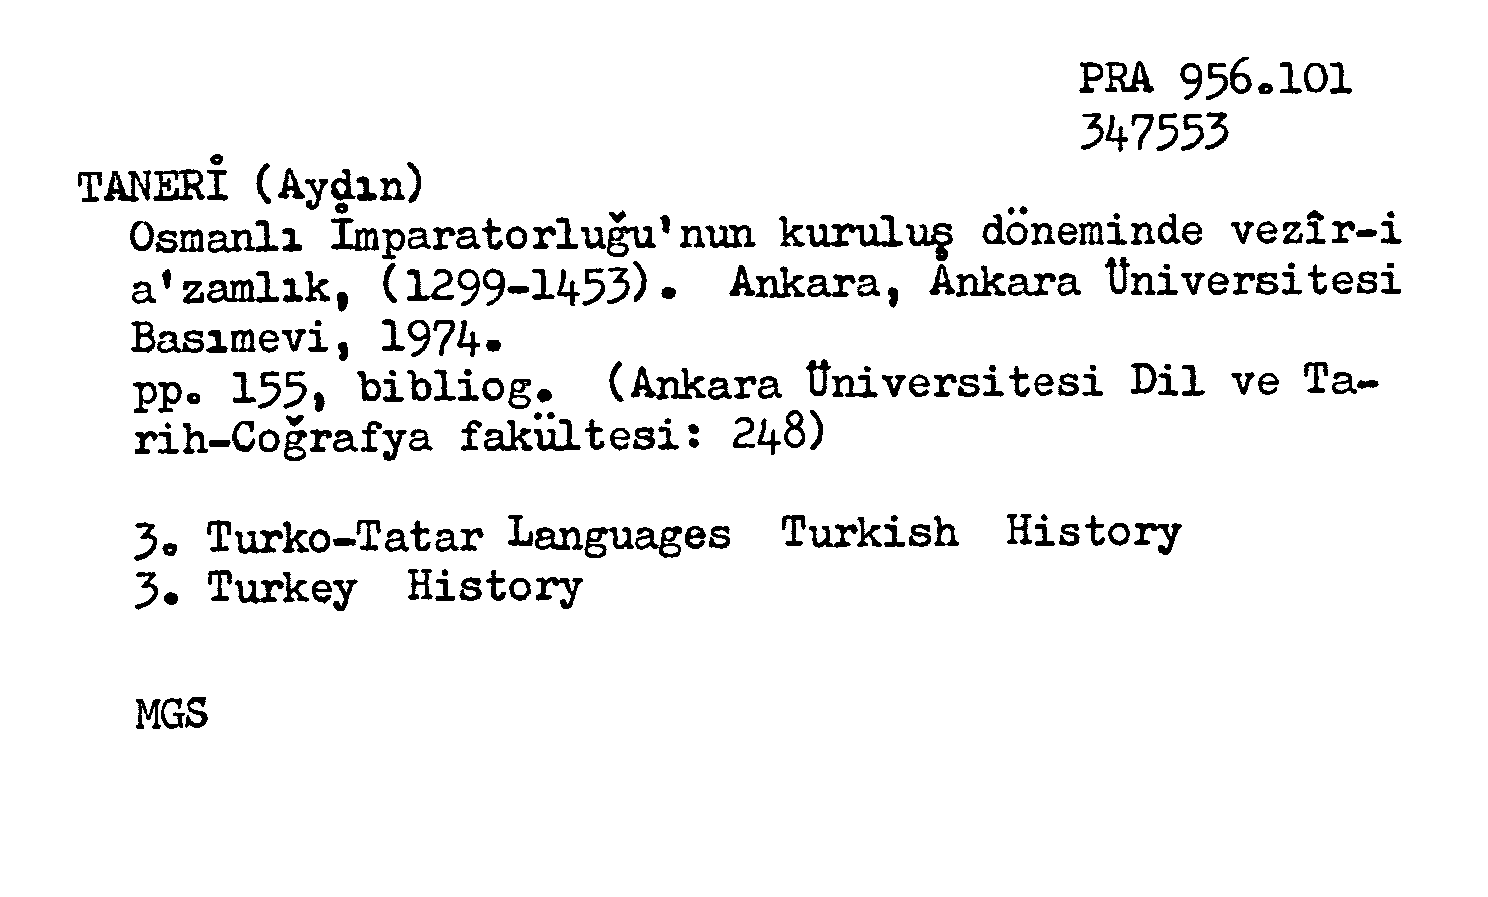 PRA 956.101
347553
TANERİ (Aydın)
Osmanlı İmparatorluğu'nun kuruluş döneminde vezîr-i
a'zamlık, (1299-1453). Ankara, Ankara Üniversitesi
Basımevi, 1974.
pp. 155, bibliog. (Ankara Üniversitesi Dil ve Ta-
rih-Coğrafya fakültesi: 248)
3. Turko-Tatar Languages Turkish History
3. Turkey History
MGS